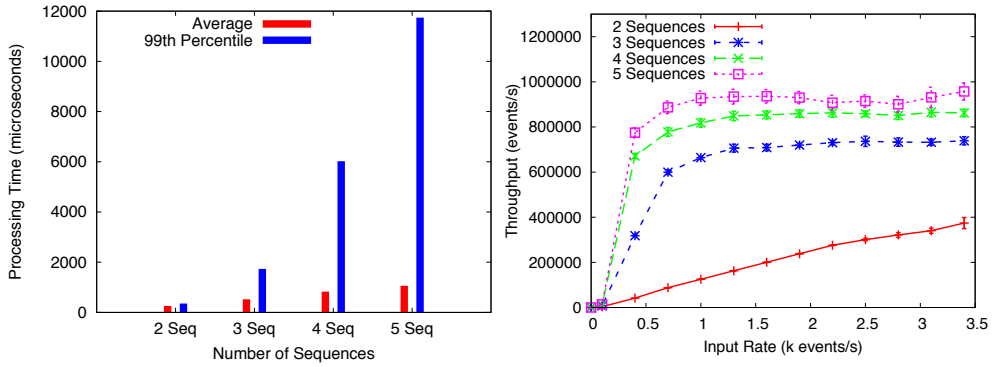 Processing Time (microseconds)
12000
10000
8000
6000
4000
2000
0
Average
99th Percentile
2 Seq 3 Seq 4 Seq 5 Seq
Number of Sequences
Throughput (events/s)
1200000
1000000
800000
600000
400000
200000
0
2 Sequences
3 Sequences
4 Sequences
5 Sequences
0 0.5 1.0 1.5 2 2.5 3 3.5
Input Rate (k events/s)